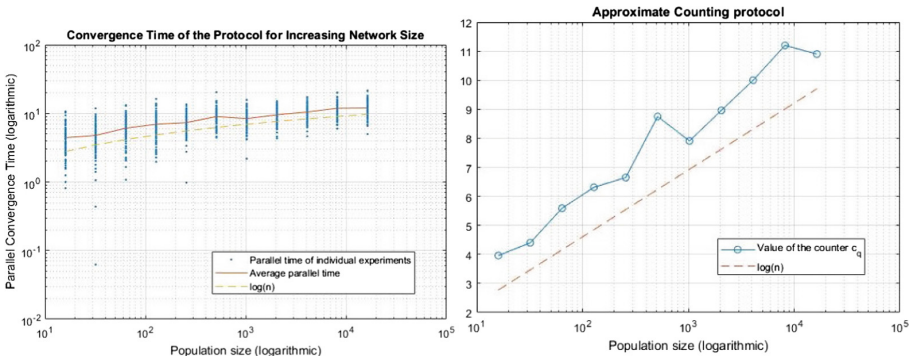 Convergence Time of the Protocol for Increasing Network Size
Parallel Convergence Time (logarithmic)
10^2
10^1
10^0
10^-1
10^-2
Parallel time of individual experiments
Average parallel time
log(n)
10^1
10^2
10^3
10^4
10^5
Population size (logarithmic)
Approximate Counting protocol
12
11
10
9
8
7
6
5
4
3
2
Value of the counter c_q
log(n)
10^1
10^2
10^3
10^4
10^5
Population size (logarithmic)